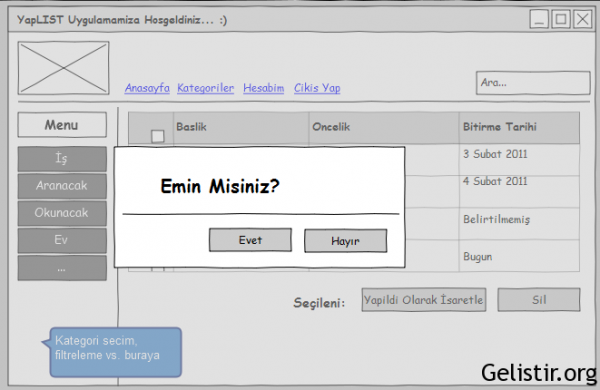 YapLIST Uygulamamiza Hosgeldiniz... :)
Anasayfa Kategoriler Hesabim Cikis Yap
Ara...
Menu
İş
Aranacak
Okunacak
Ev
...
Baslik Oncelik Bitirme Tarihi
3 Subat 2011
4 Subat 2011
Belirtilmemiş
Bugun
Emin Misiniz?
Evet Hayır
Seçileni: Yapildi Olarak İsaretle Sil
Kategori secim,
filtreleme vs. buraya
Gelistir.org